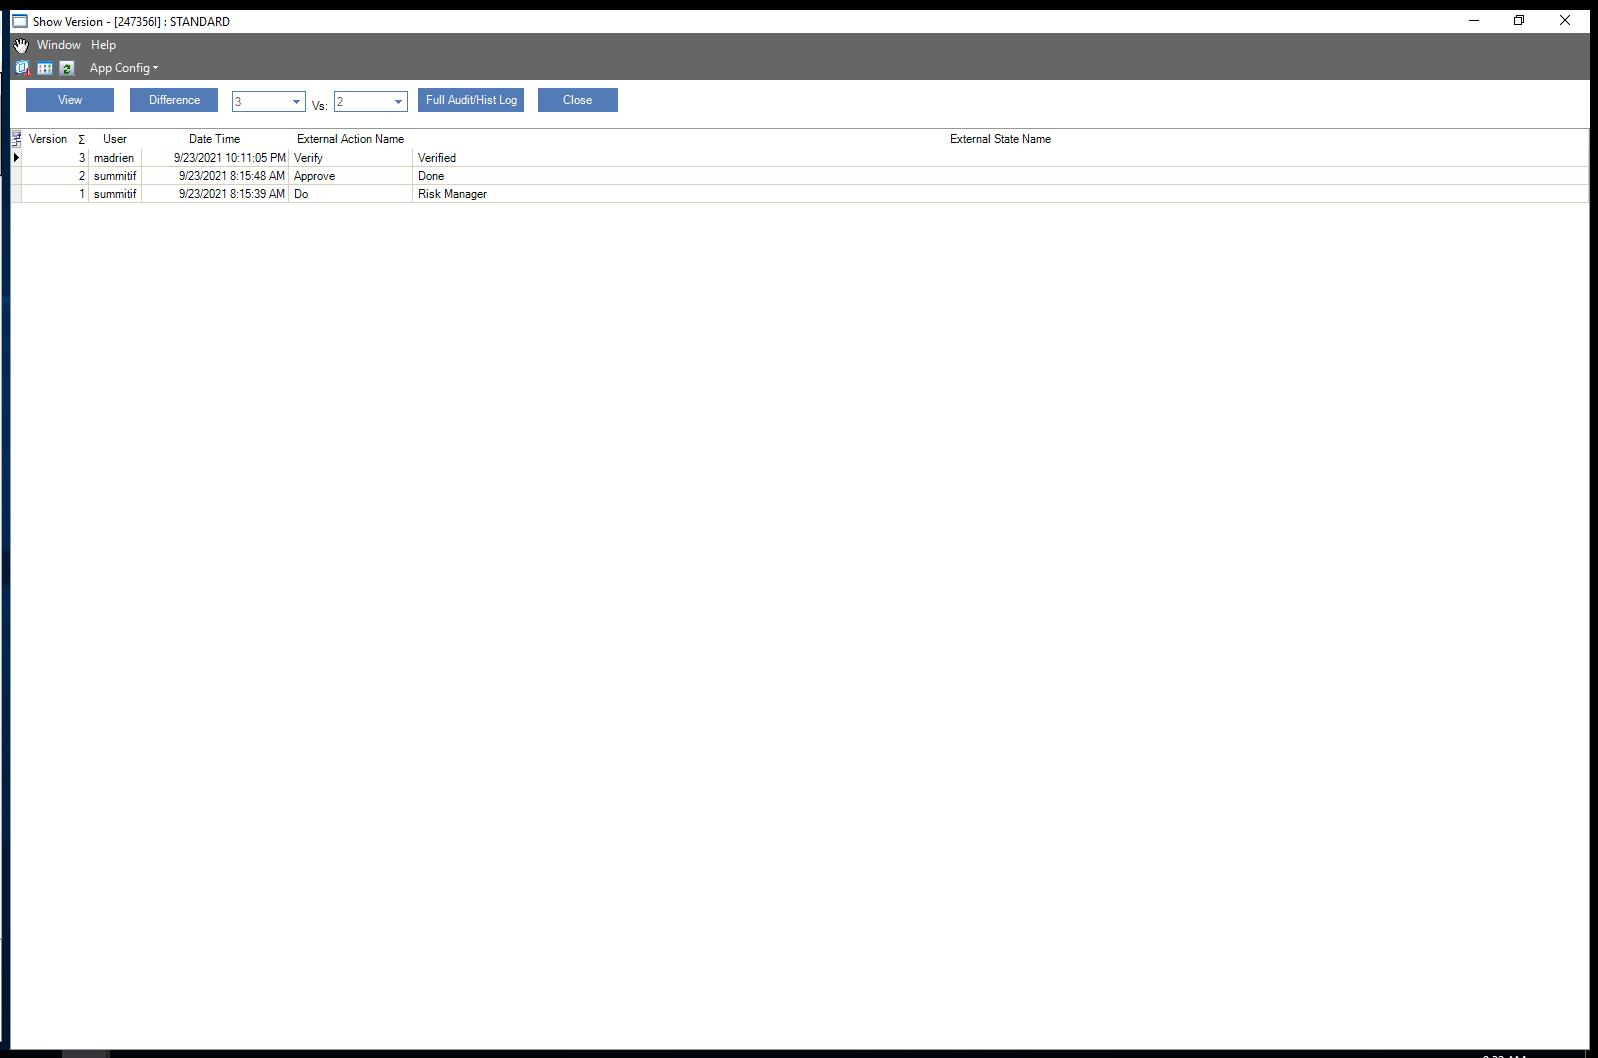 Show Version - [247356I] : STANDARD
Window Help
App Config
View Difference 3 Vs: 2 Full Audit/Hist Log Close
Version Σ User Date Time External Action Name External State Name
3 madrien 9/23/2021 10:11:05 PM Verify Verified
2 summitif 9/23/2021 8:15:48 AM Approve Done
1 summitif 9/23/2021 8:15:39 AM Do Risk Manager